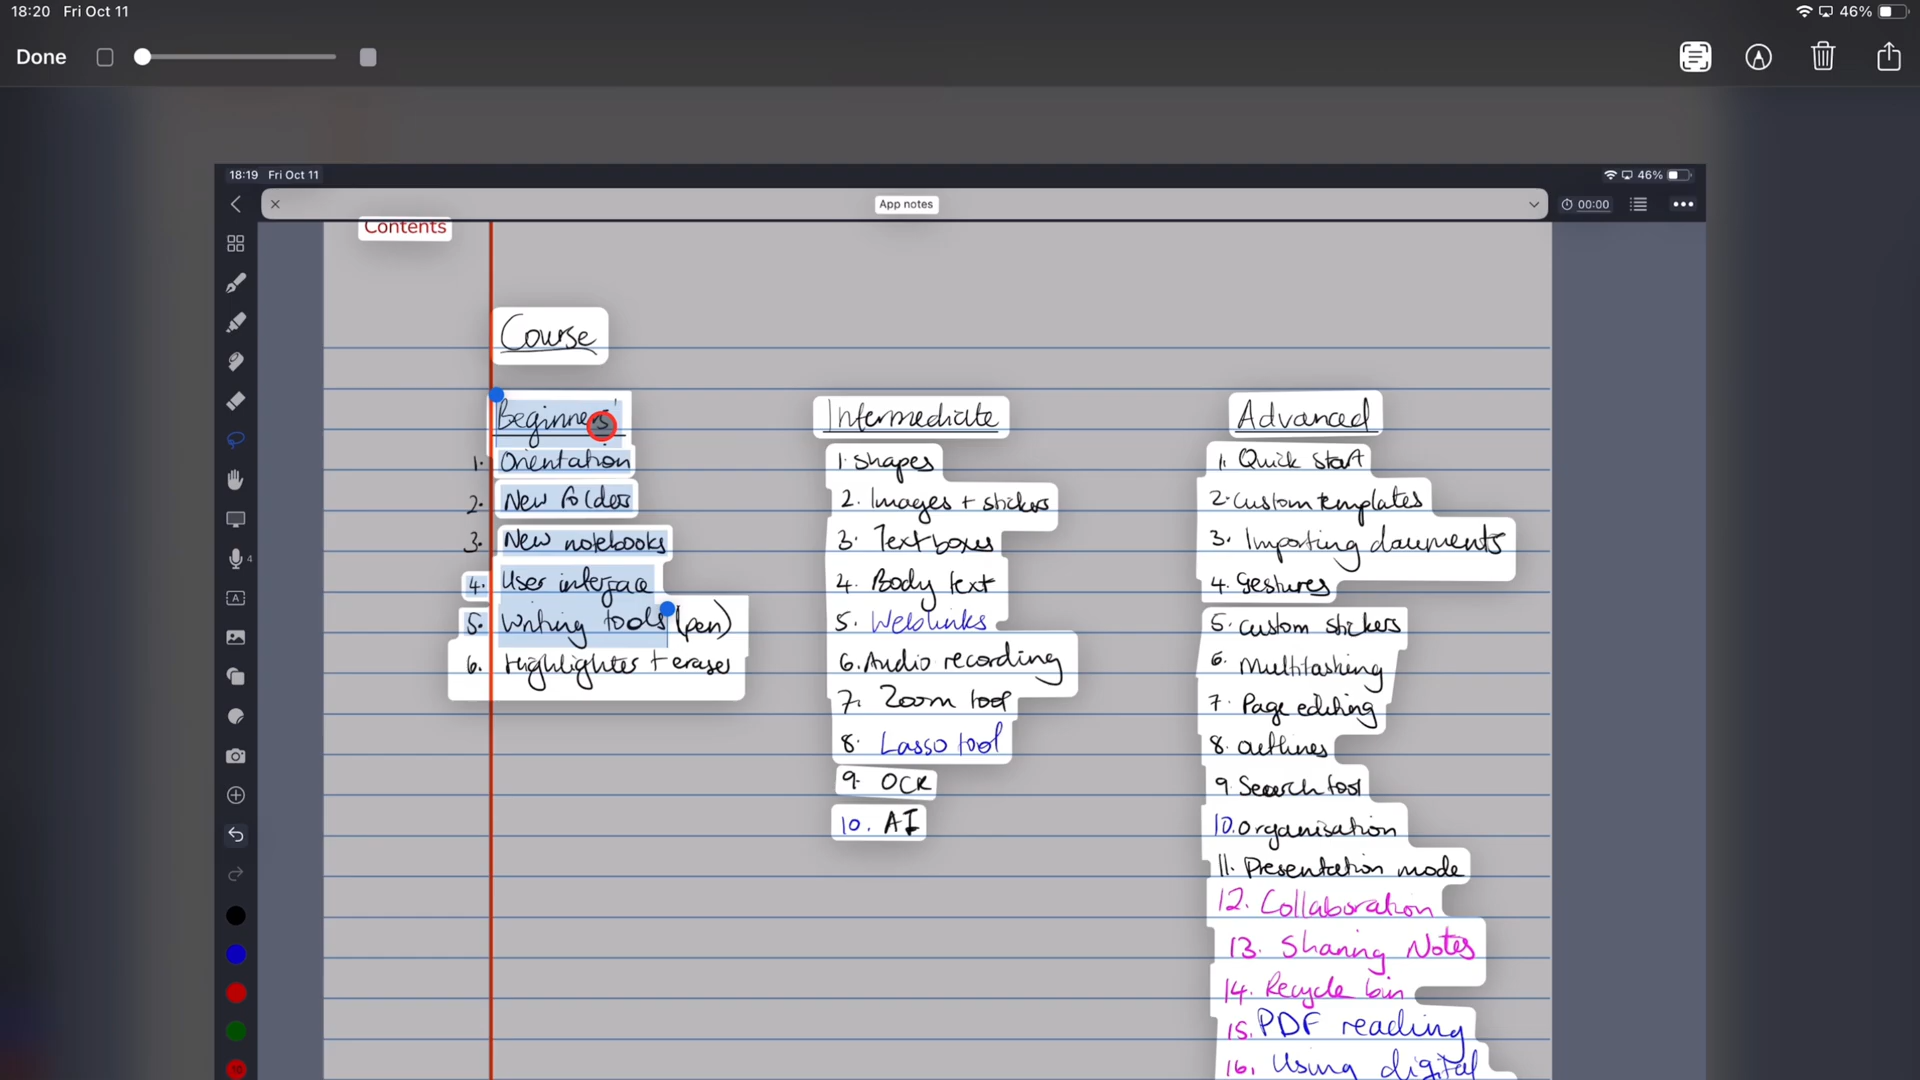 18:20 Fri Oct 11
46%
Done
18:19 Fri Oct 11
46%
App notes
00:00
Contents
Course
Beginners'
1. Orientation
2. New folders
3. New notebooks
4. User interface
5. Writing tools (pen)
6. Highlighter + eraser
Intermediate
1. Shapes
2. Images + stickers
3. Text boxes
4. Body text
5. Weblinks
6. Audio recording
7. Zoom tool
8. Lasso tool
9. OCR
10. AI
Advanced
1. Quick start
2. Custom templates
3. Importing documents
4. Gestures
5. custom stickers
6. Multitasking
7. Page editing
8. outlines
9. Search tool
10. organisation
11. Presentation mode
12. Collaboration
13. Sharing Notes
14. Recycle bin
15. PDF reading
16. Using digital
4
A
10